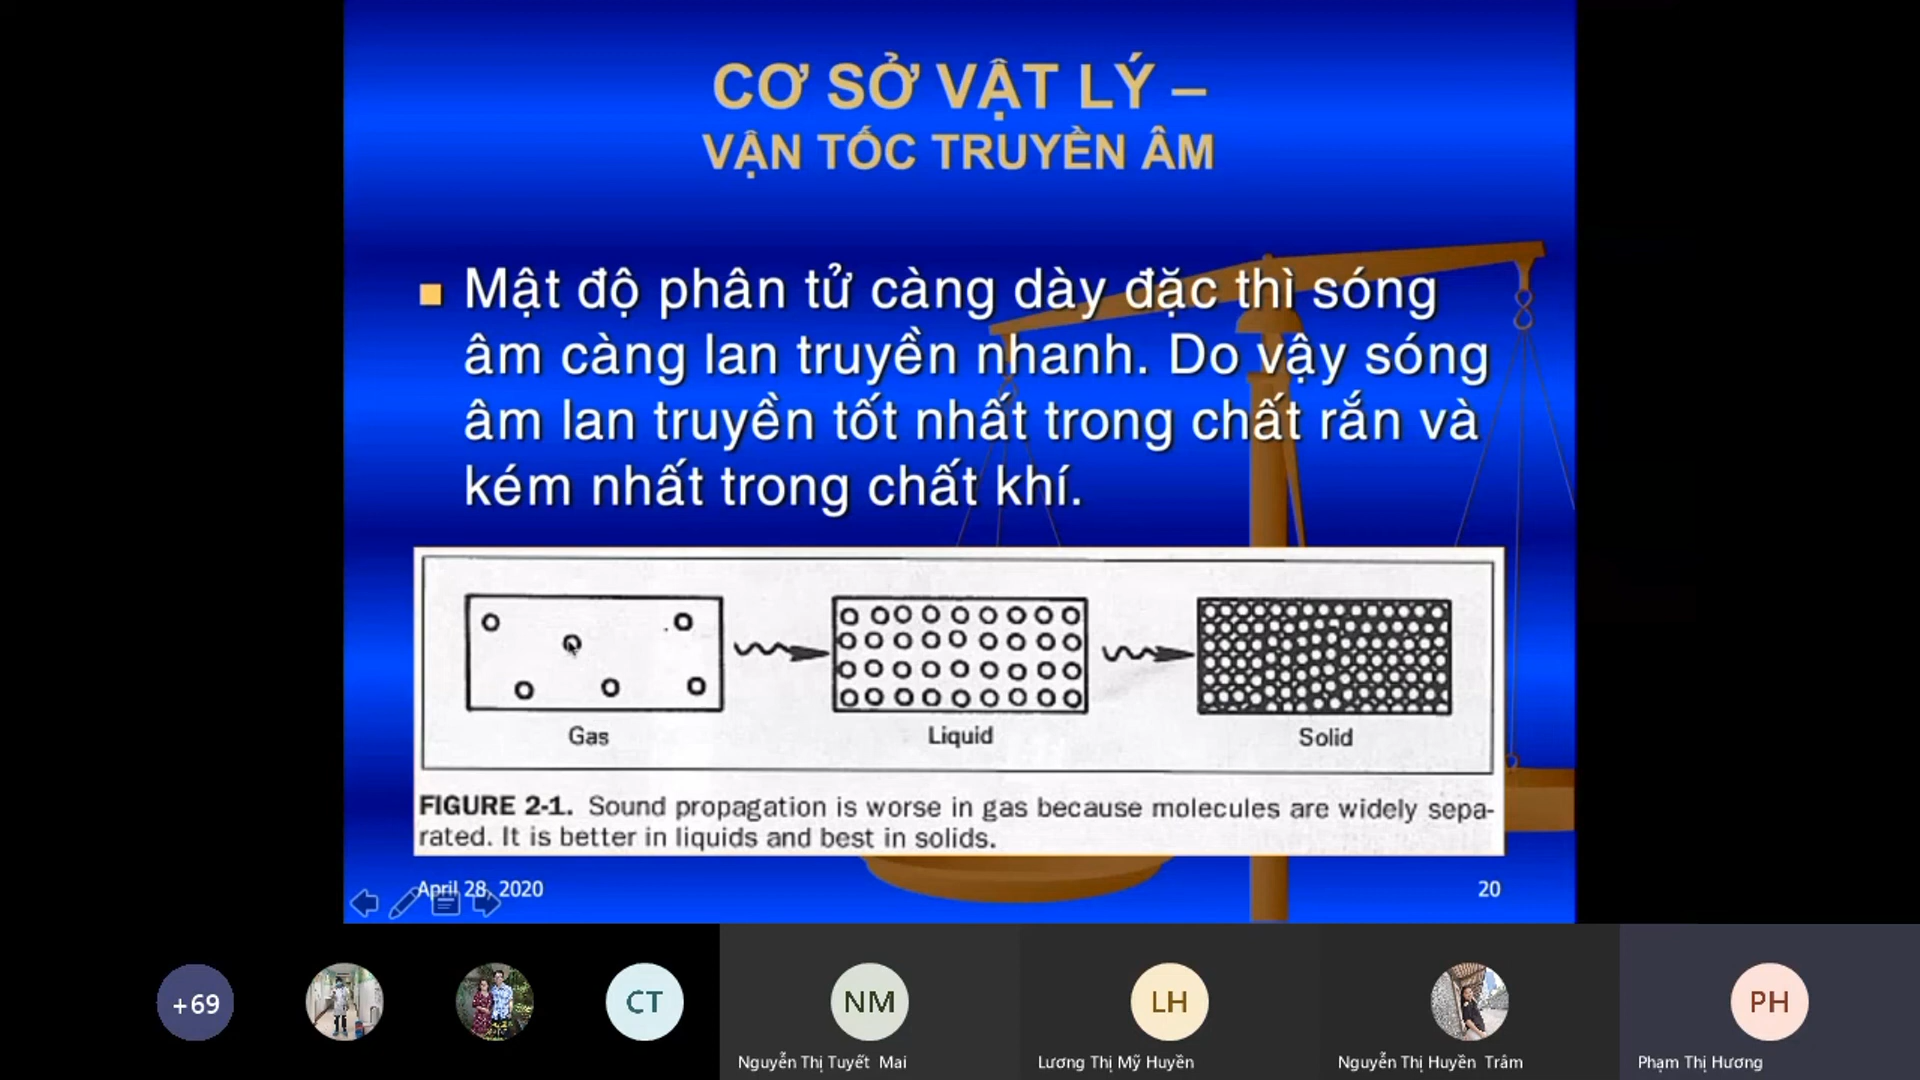 CƠ SỞ VẬT LÝ –
VẬN TỐC TRUYỀN ÂM
Mật độ phân tử càng dày đặc thì sóng
âm càng lan truyền nhanh. Do vậy sóng
âm lan truyền tốt nhất trong chất rắn và
kém nhất trong chất khí.
Gas
Liquid
Solid
FIGURE 2-1. Sound propagation is worse in gas because molecules are widely sepa-
rated. It is better in liquids and best in solids.
April 28, 2020
20
+69
CT
NM
LH
PH
Nguyễn Thị Tuyết Mai
Lương Thị Mỹ Huyền
Nguyễn Thị Huyền Trâm
Phạm Thị Hương